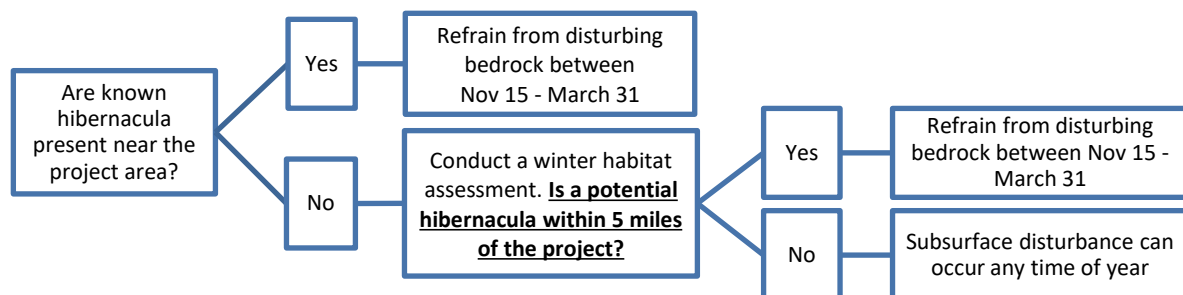 Are known
hibernacula
present near the
project area?
Yes
Refrain from disturbing
bedrock between
Nov 15 - March 31
No
Conduct a winter habitat
assessment. Is a potential
hibernacula within 5 miles
of the project?
Yes
Refrain from disturbing
bedrock between Nov 15 -
March 31
No
Subsurface disturbance can
occur any time of year